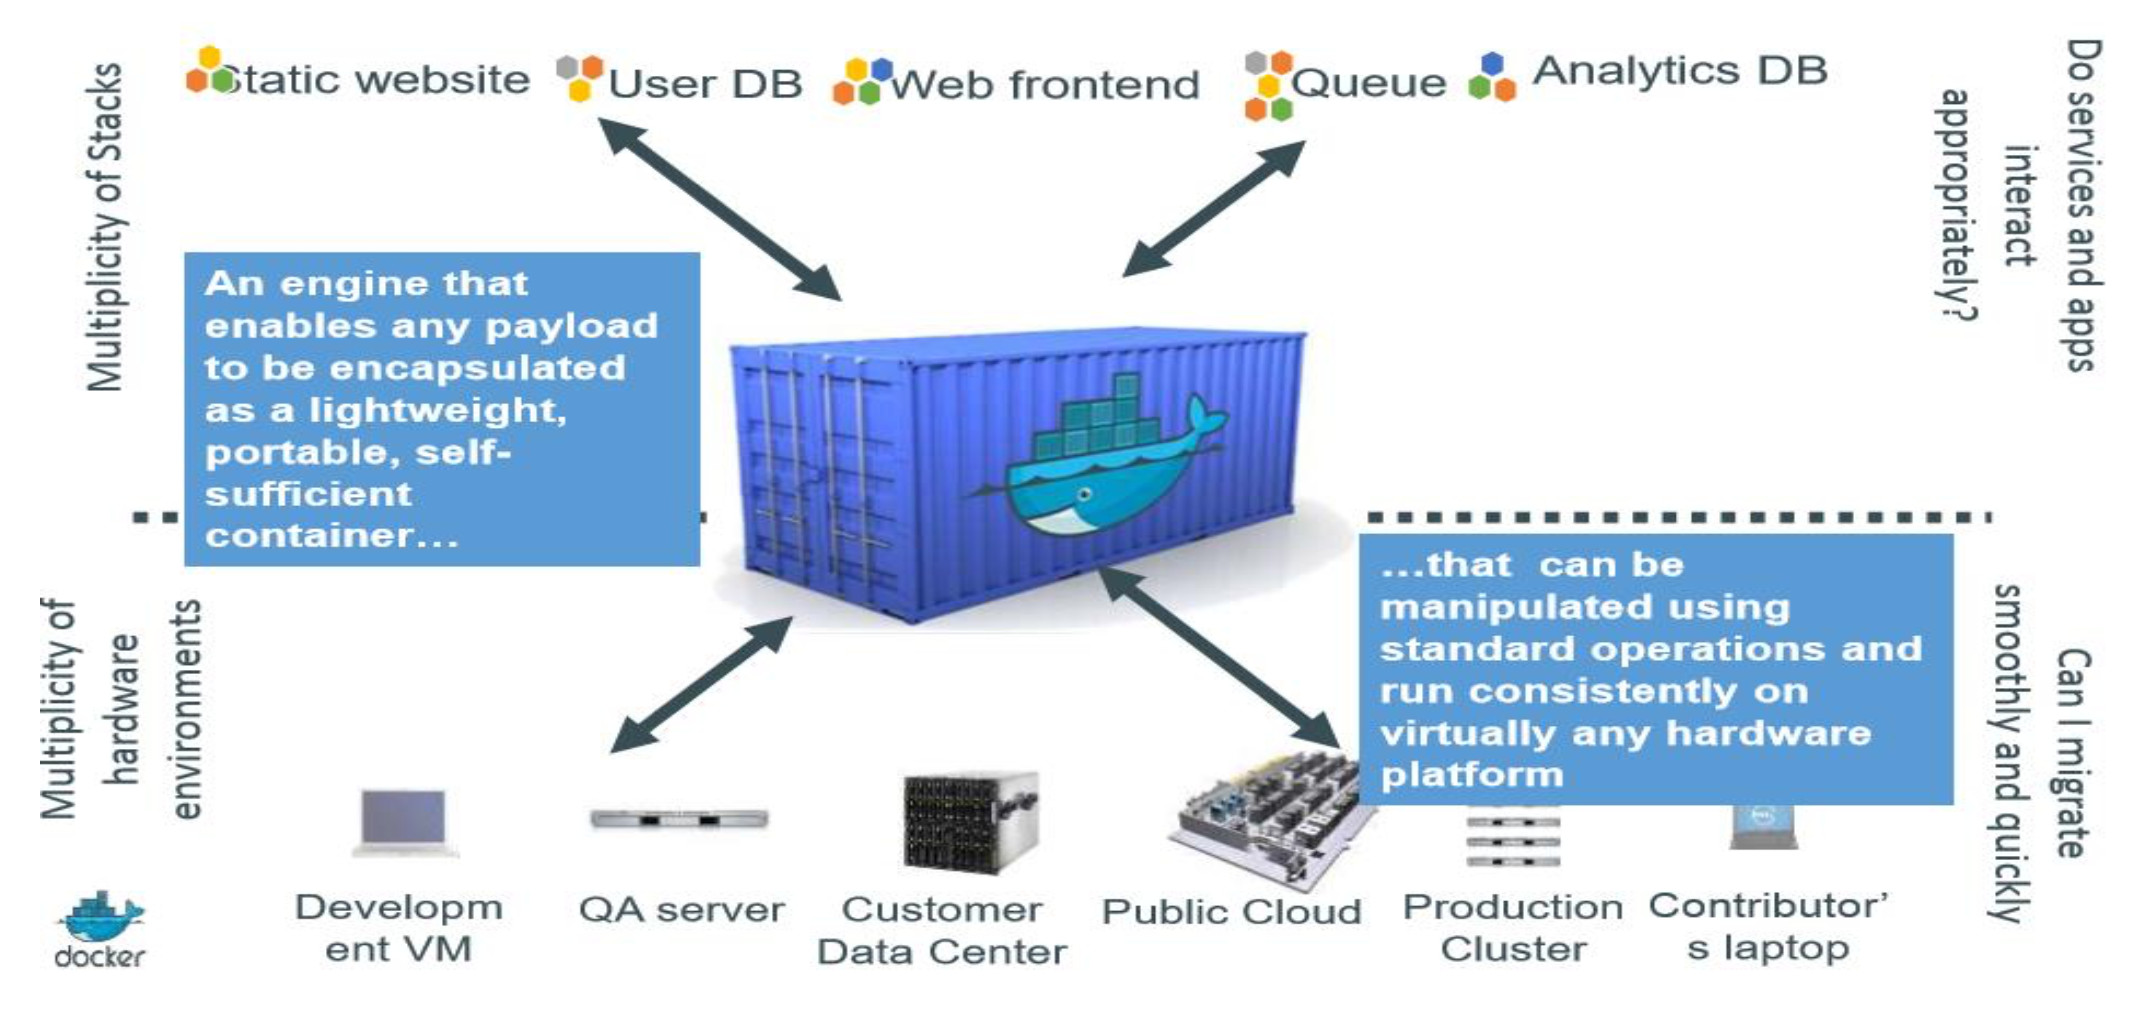 Static website
User DB
Web frontend
Queue
Analytics DB
Multiplicity of Stacks
Do services and apps
interact
appropriately?
An engine that
enables any payload
to be encapsulated
as a lightweight,
portable, self-
sufficient
container...
...that can be
manipulated using
standard operations and
run consistently on
virtually any hardware
platform
Multiplicity of
hardware
environments
Can I migrate
smoothly and quickly
Developm
ent VM
QA server
Customer
Data Center
Public Cloud
Production
Cluster
Contributor’
s laptop
docker